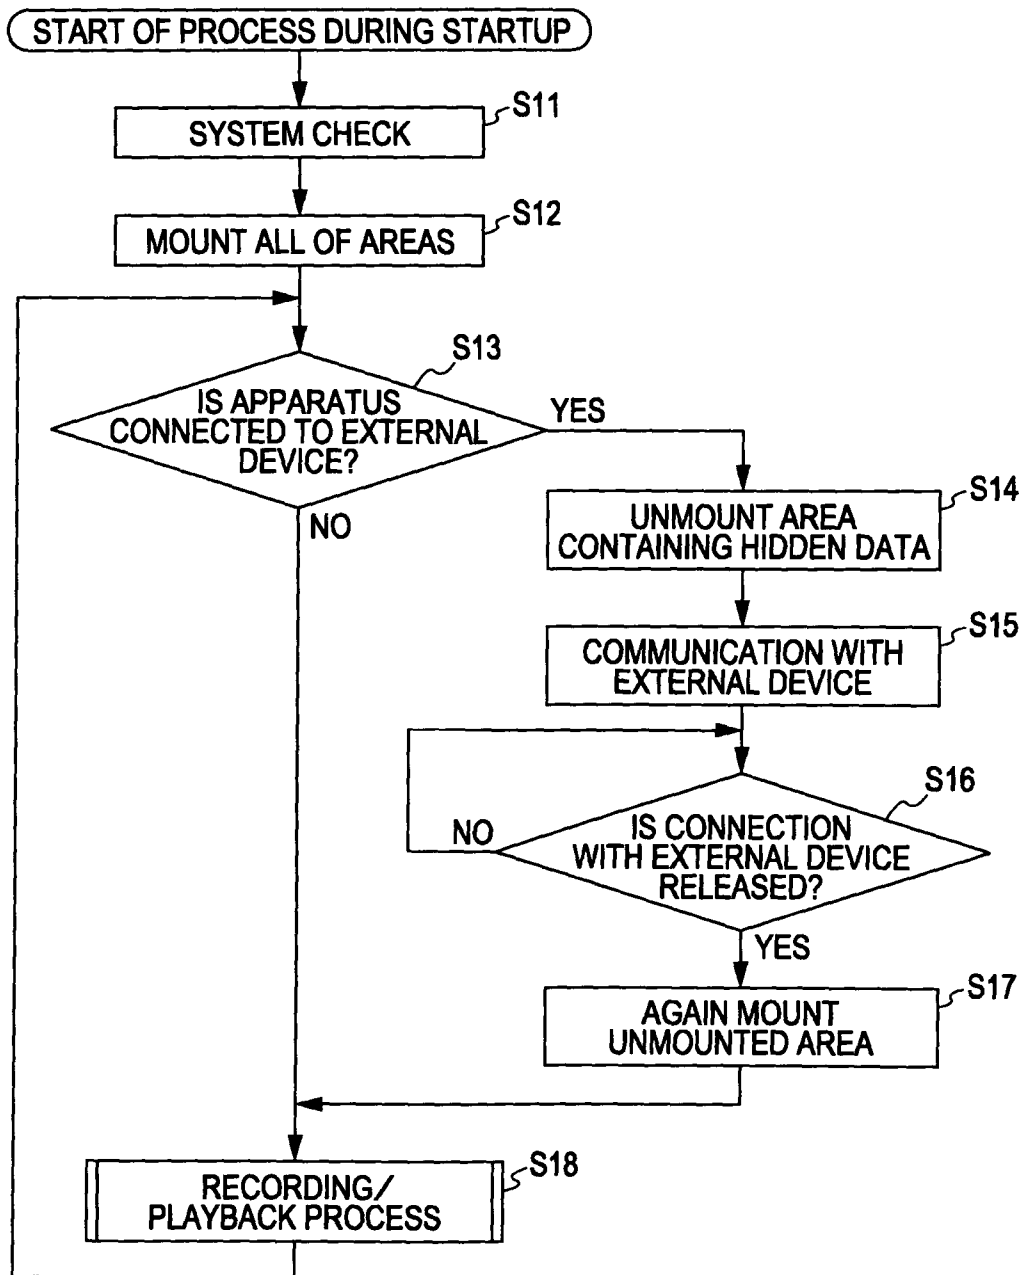 START OF PROCESS DURING STARTUP
S11
SYSTEM CHECK
S12
MOUNT ALL OF AREAS
S13
IS APPARATUS
CONNECTED TO EXTERNAL
DEVICE?
YES
NO
S14
UNMOUNT AREA
CONTAINING HIDDEN DATA
S15
COMMUNICATION WITH
EXTERNAL DEVICE
S16
IS CONNECTION
WITH EXTERNAL DEVICE
RELEASED?
NO
YES
S17
AGAIN MOUNT
UNMOUNTED AREA
S18
RECORDING/
PLAYBACK PROCESS